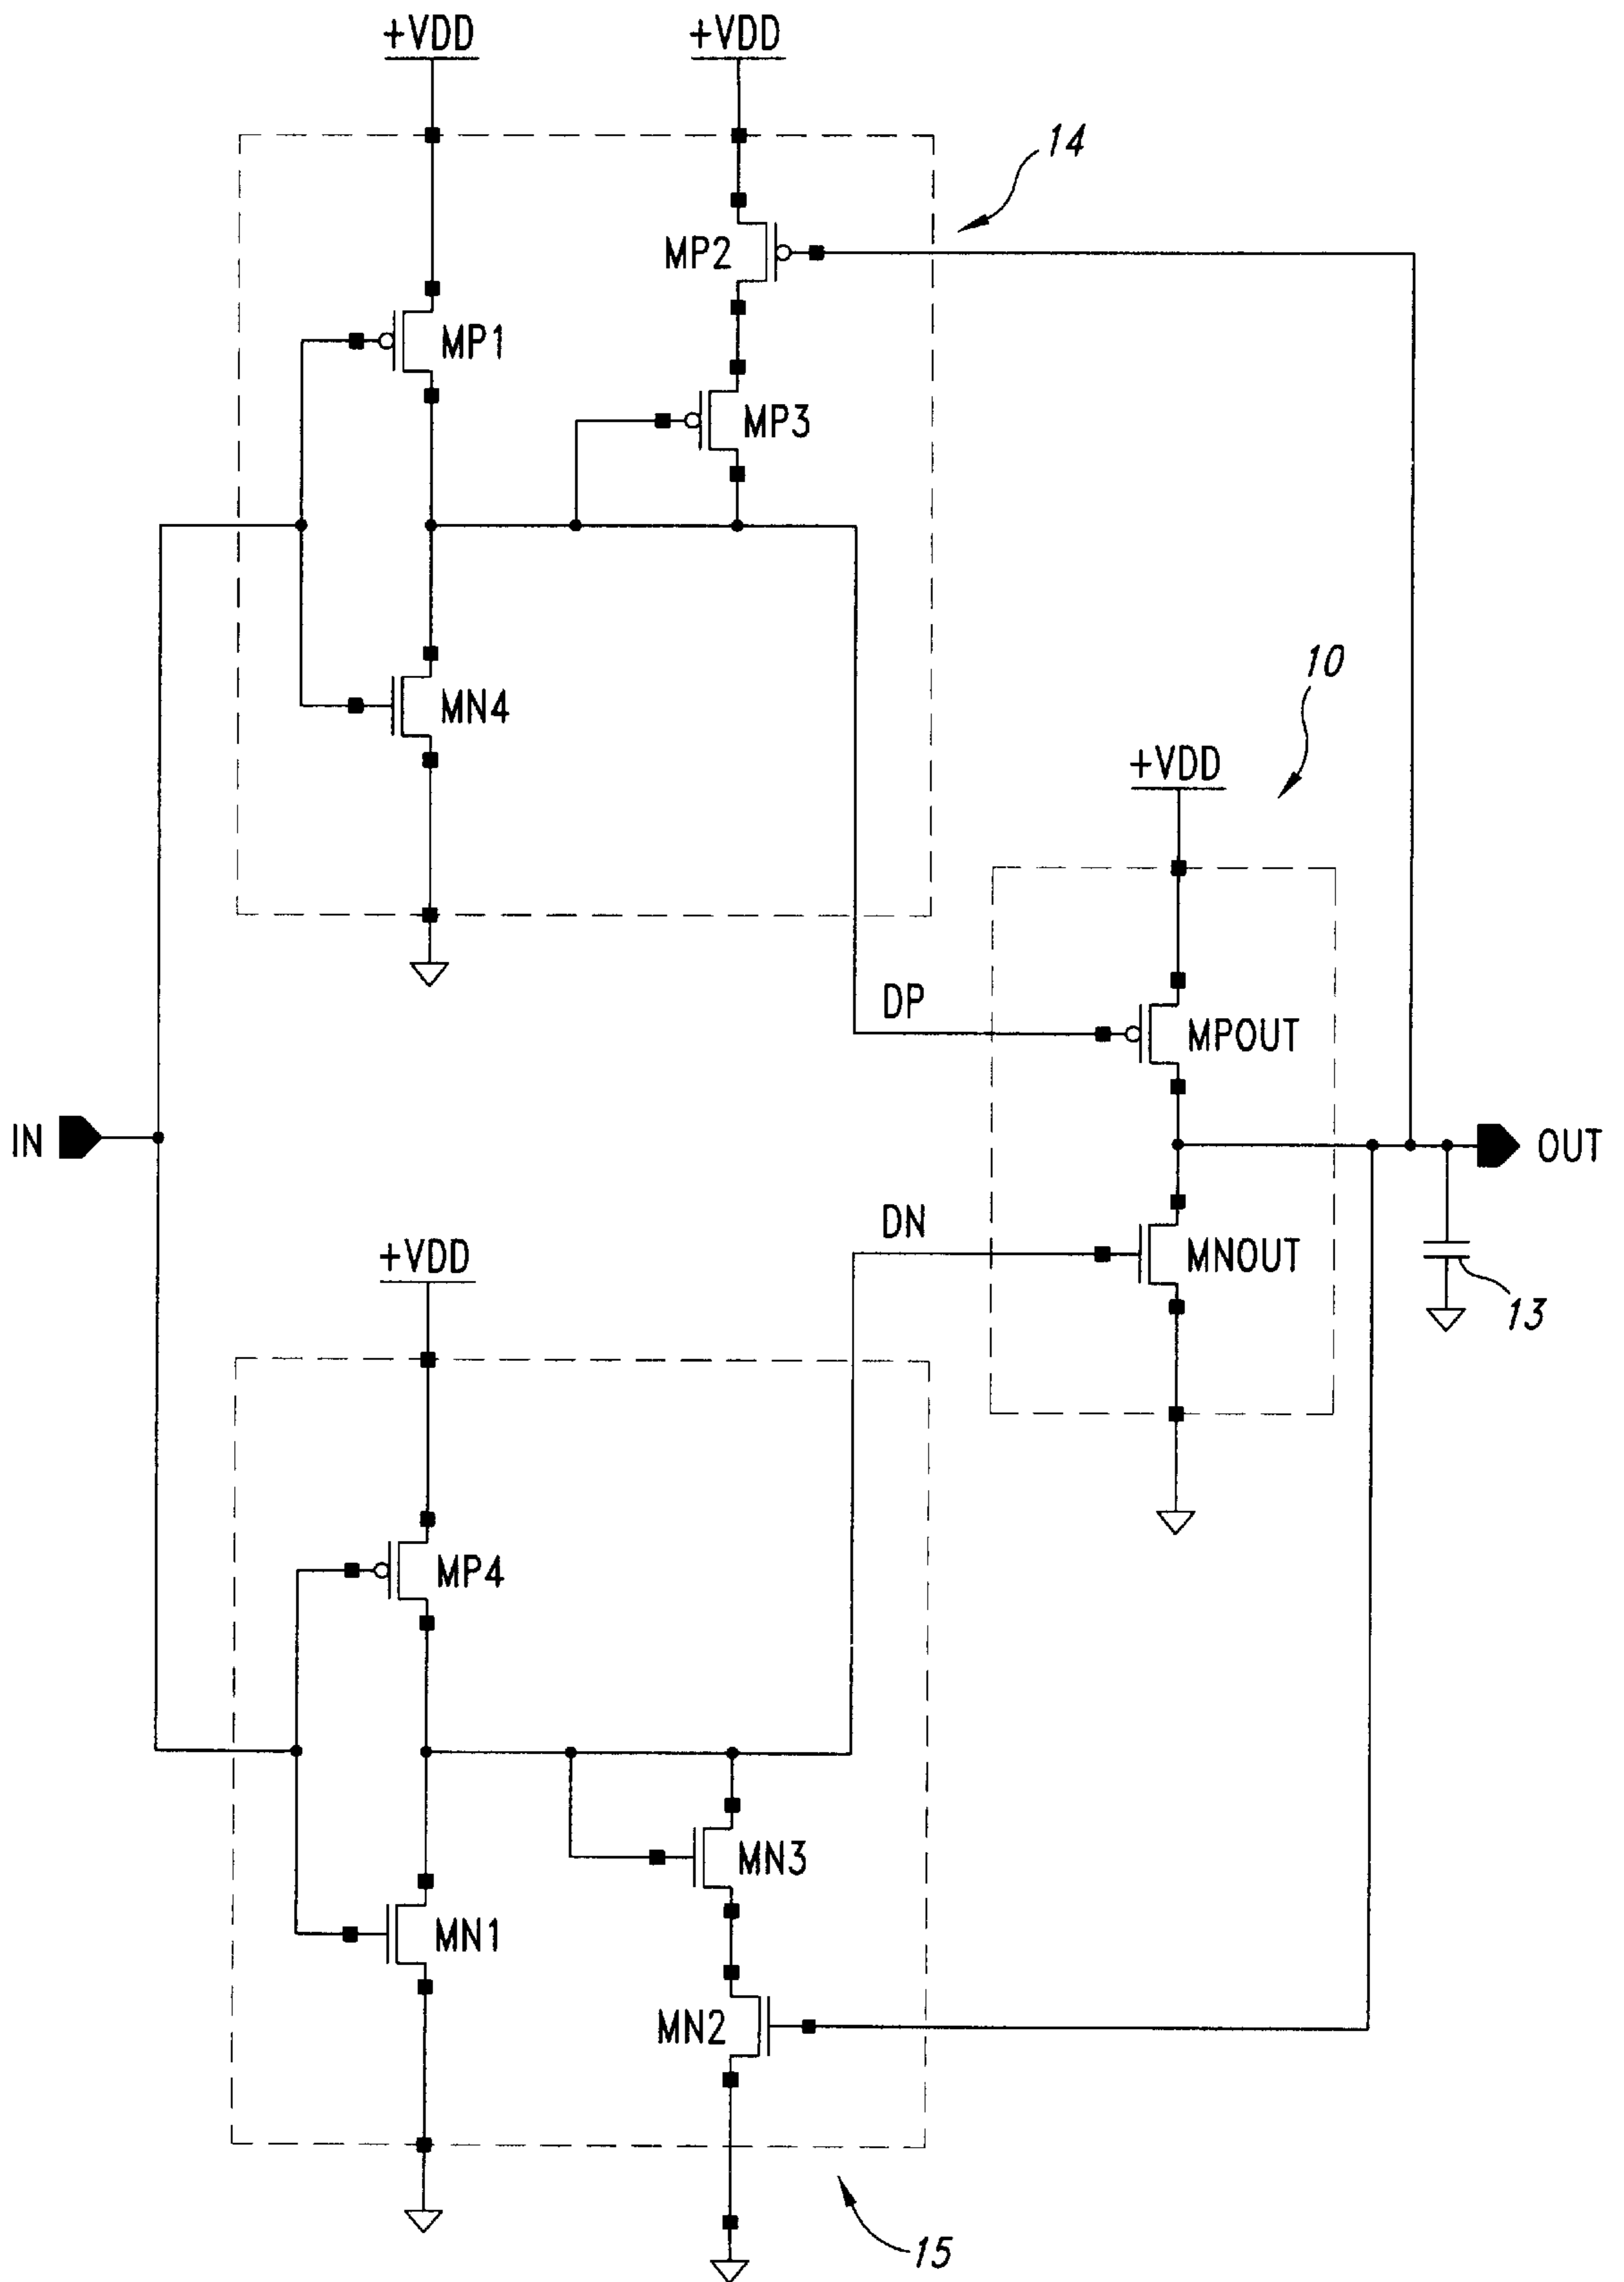 +VDD
+VDD
14
MP2
MP1
MP3
MN4
10
+VDD
DP
MPOUT
IN
OUT
DN
MNOUT
+VDD
13
MP4
MN3
MN1
MN2
15